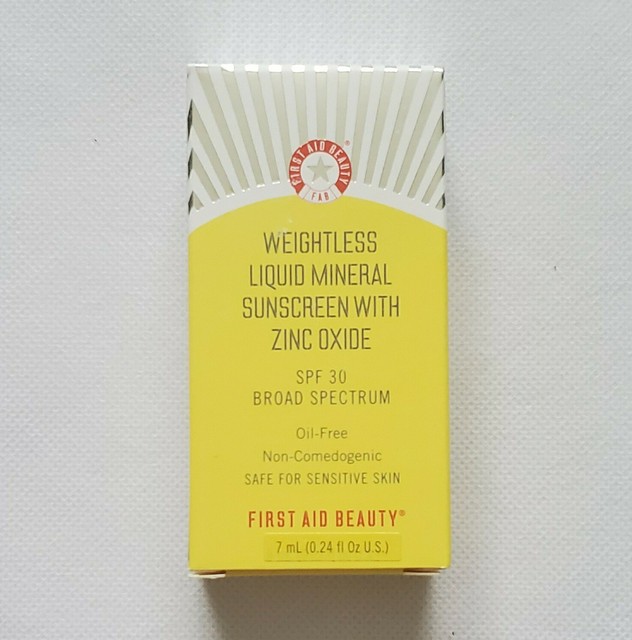 FIRST AID BEAUTY®
FAB
WEIGHTLESS
LIQUID MINERAL
SUNSCREEN WITH
ZINC OXIDE
SPF 30
BROAD SPECTRUM
Oil-Free
Non-Comedogenic
SAFE FOR SENSITIVE SKIN
FIRST AID BEAUTY®
7 mL (0.24 fl Oz U.S.)